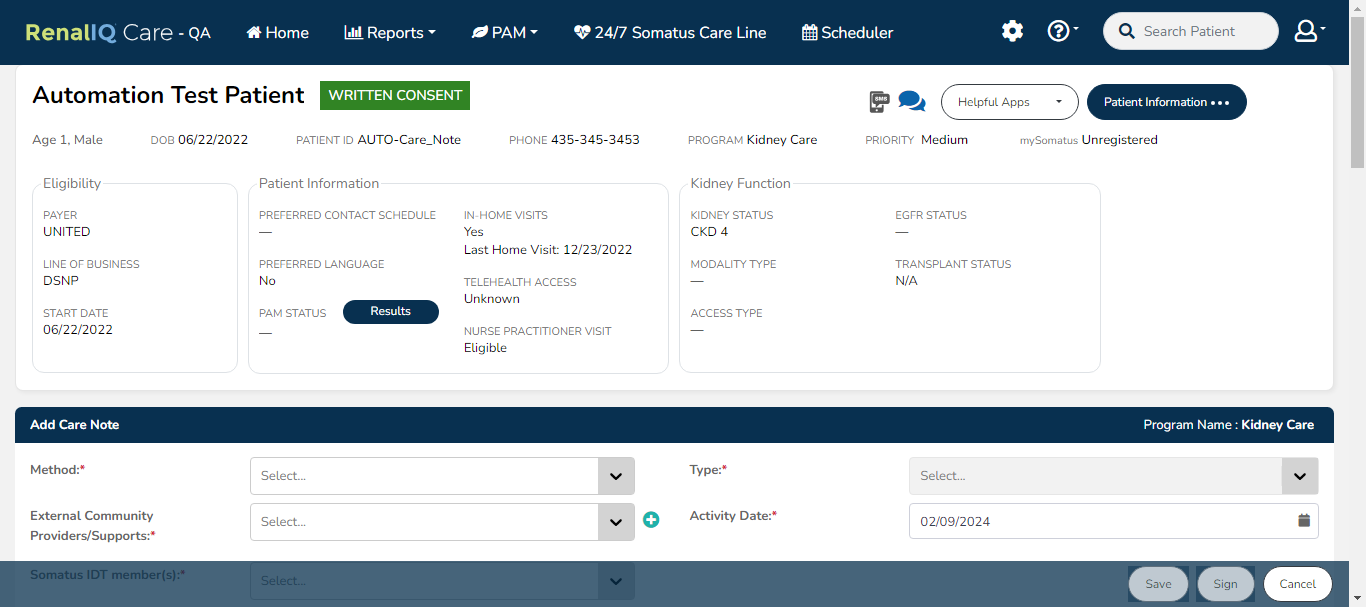 RenalIQ Care - QA Home Reports PAM 24/7 Somatus Care Line Scheduler Search Patient
Automation Test Patient WRITTEN CONSENT SMS Helpful Apps Patient Information •••
Age 1, Male DOB 06/22/2022 PATIENT ID AUTO-Care_Note PHONE 435-345-3453 PROGRAM Kidney Care PRIORITY Medium mySomatus Unregistered
Eligibility
PAYER
UNITED
LINE OF BUSINESS
DSNP
START DATE
06/22/2022
Patient Information
PREFERRED CONTACT SCHEDULE
—
PREFERRED LANGUAGE
No
PAM STATUS Results
—
IN-HOME VISITS
Yes
Last Home Visit: 12/23/2022
TELEHEALTH ACCESS
Unknown
NURSE PRACTITIONER VISIT
Eligible
Kidney Function
KIDNEY STATUS
CKD 4
MODALITY TYPE
—
ACCESS TYPE
—
EGFR STATUS
—
TRANSPLANT STATUS
N/A
Add Care Note Program Name : Kidney Care
Method:* Select... Type:* Select...
External Community
Providers/Supports:* Select... Activity Date:* 02/09/2024
Somatus IDT member(s):* Select...
Save Sign Cancel